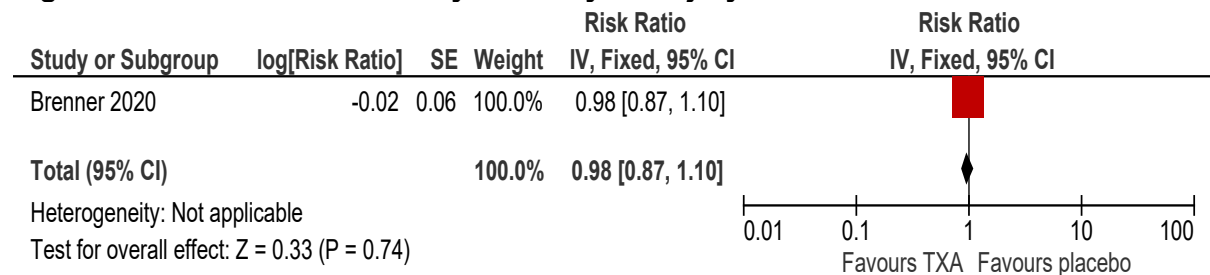 Risk Ratio Risk Ratio
Study or Subgroup log[Risk Ratio] SE Weight IV, Fixed, 95% CI IV, Fixed, 95% CI
Brenner 2020 -0.02 0.06 100.0% 0.98 [0.87, 1.10]
Total (95% CI) 100.0% 0.98 [0.87, 1.10]
Heterogeneity: Not applicable
Test for overall effect: Z = 0.33 (P = 0.74)
0.01 0.1 1 10 100
Favours TXA Favours placebo